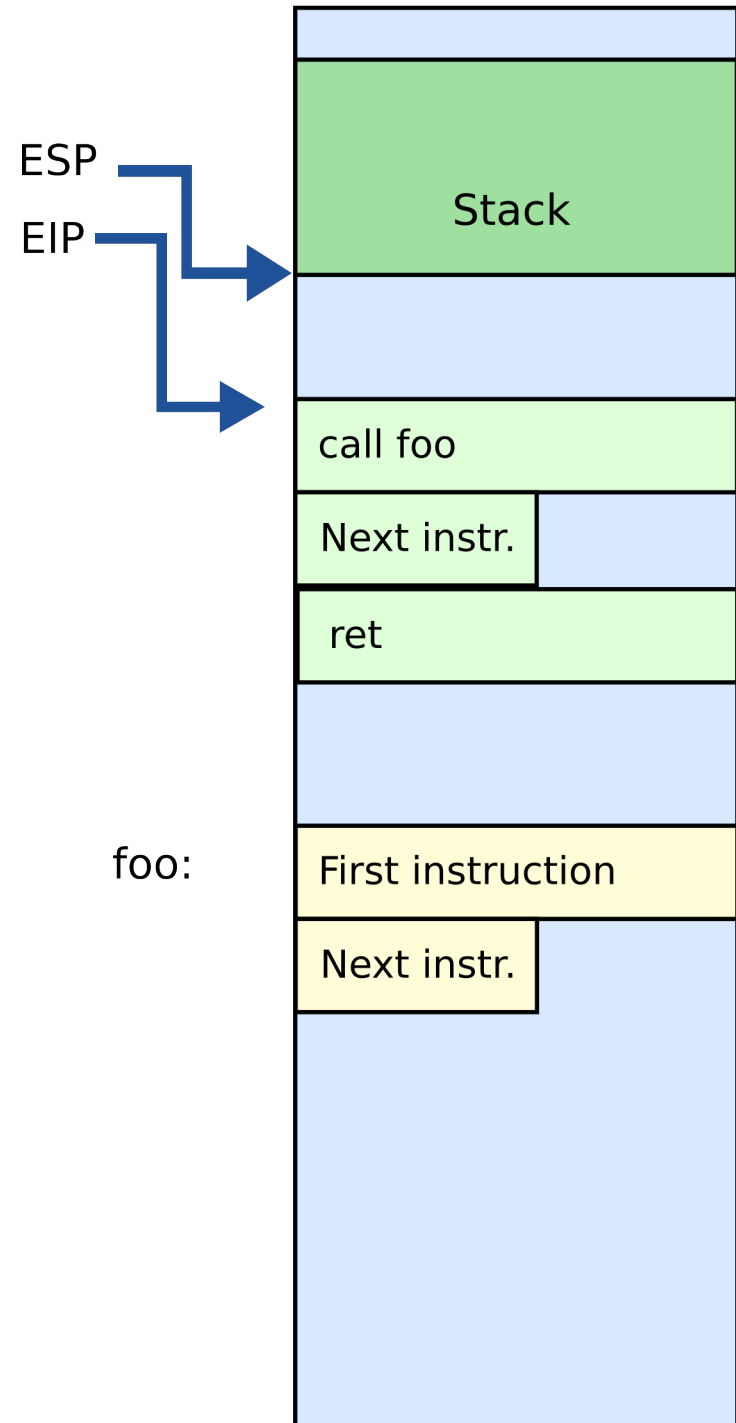 ESP
EIP
Stack
call foo
Next instr.
ret
foo:
First instruction
Next instr.